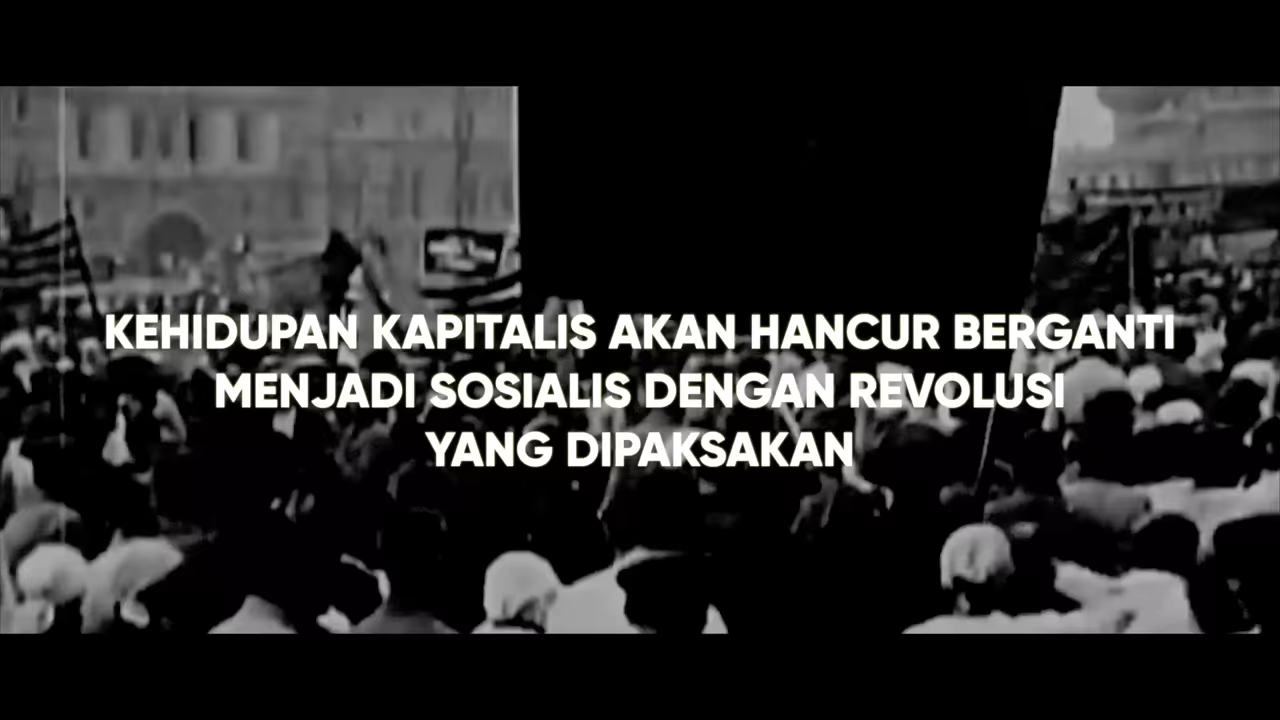 KEHIDUPAN KAPITALIS AKAN HANCUR BERGANTI
MENJADI SOSIALIS DENGAN REVOLUSI
YANG DIPAKSAKAN